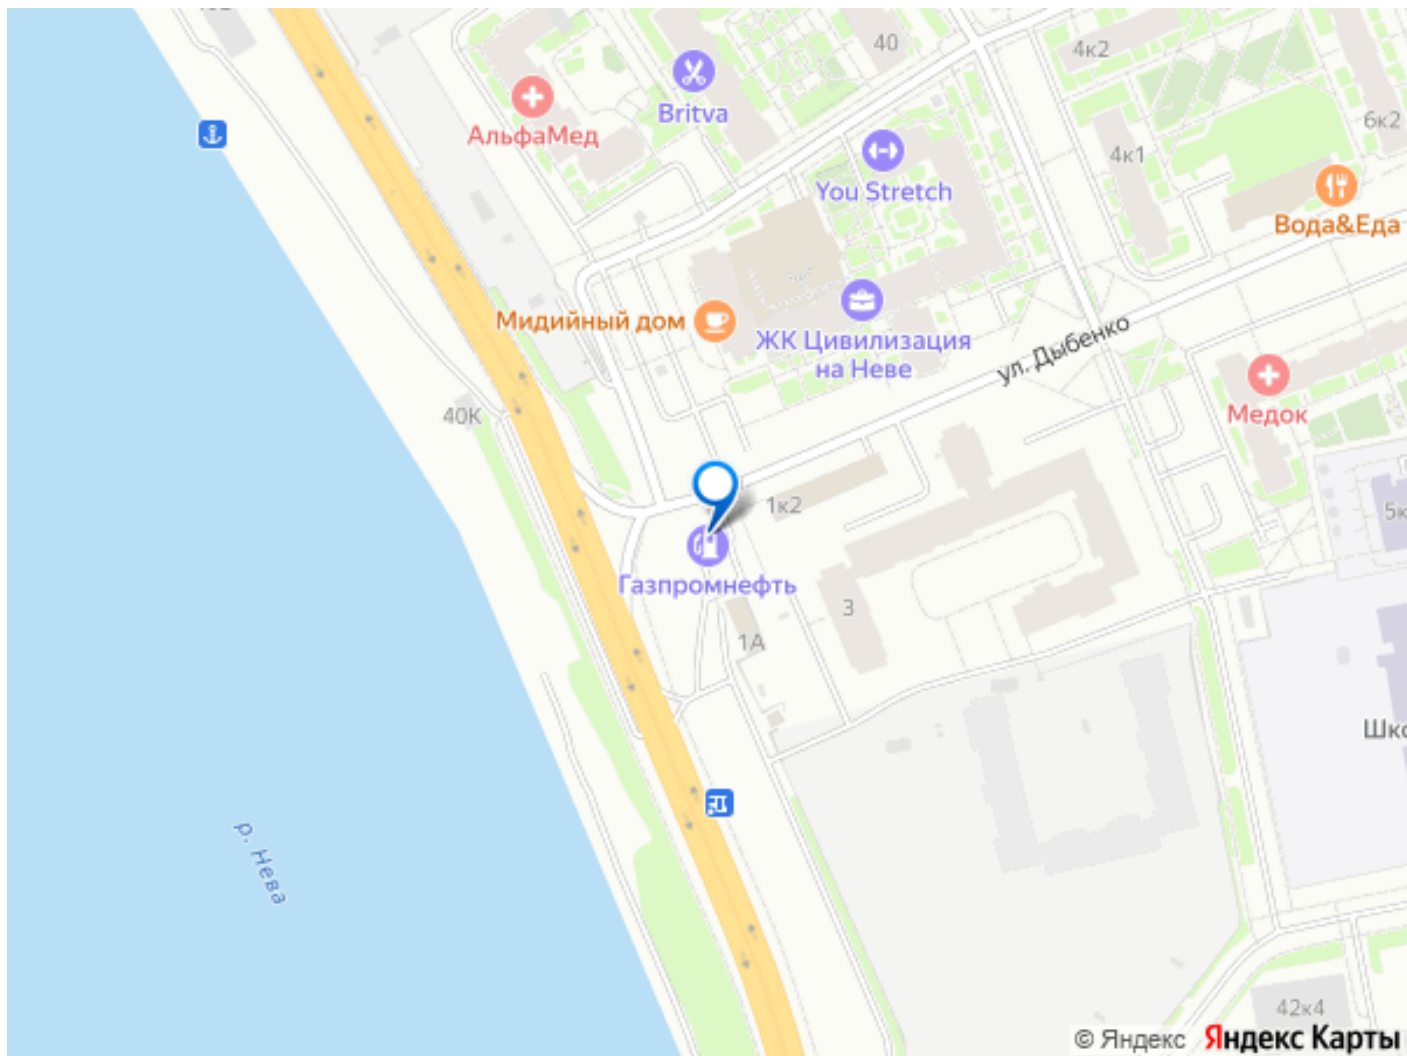 40
4к2
Britva
АльфаМед
6к2
4к1
You Stretch
Вода&Еда
Мидийный дом
ЖК Цивилизация
на Неве
ул. Дыбенко
Медок
40К
1к2
Газпромнефть
3
1А
р. Нева
42к4
© Яндекс Яндекс Карты